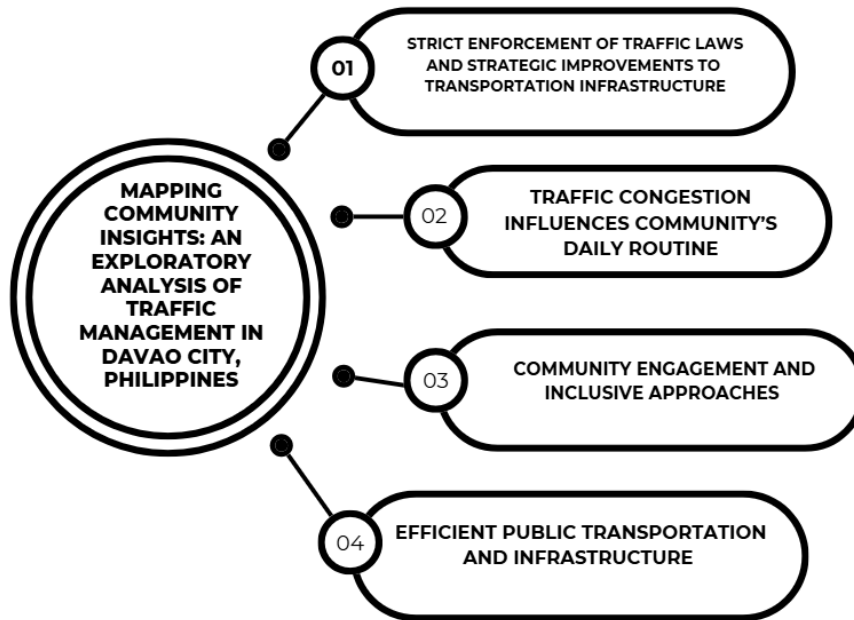 01
STRICT ENFORCEMENT OF TRAFFIC LAWS
AND STRATEGIC IMPROVEMENTS TO
TRANSPORTATION INFRASTRUCTURE
MAPPING
COMMUNITY
INSIGHTS: AN
EXPLORATORY
ANALYSIS OF
TRAFFIC
MANAGEMENT IN
DAVAO CITY,
PHILIPPINES
02
TRAFFIC CONGESTION
INFLUENCES COMMUNITY’S
DAILY ROUTINE
03
COMMUNITY ENGAGEMENT AND
INCLUSIVE APPROACHES
04
EFFICIENT PUBLIC TRANSPORTATION
AND INFRASTRUCTURE